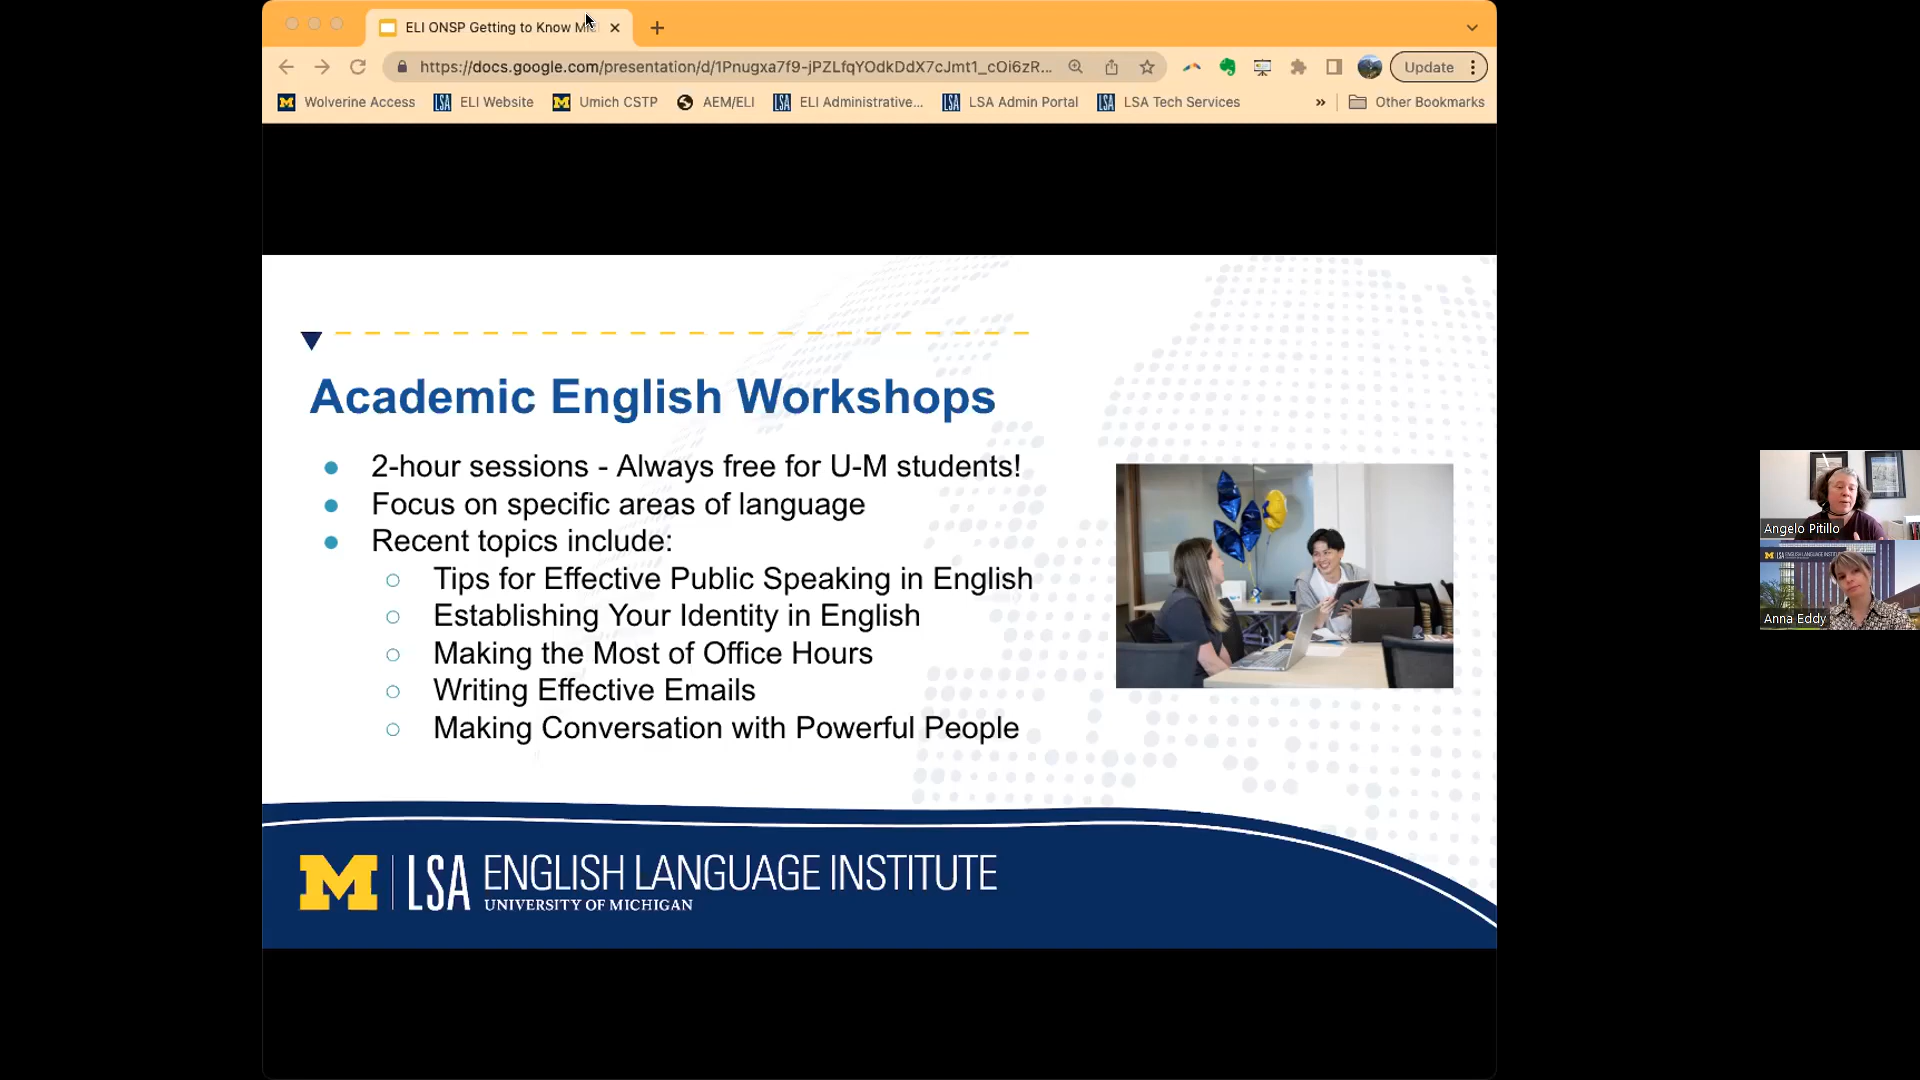 ELI ONSP Getting to Know M
https://docs.google.com/presentation/d/1Pnugxa7f9-jPZLfqYOdkDdX7cJmt1_cOi6zR...
Update
Wolverine Access
ELI Website
Umich CSTP
AEM/ELI
ELI Administrative...
LSA Admin Portal
LSA Tech Services
»
Other Bookmarks
Academic English Workshops
2-hour sessions - Always free for U-M students!
Focus on specific areas of language
Recent topics include:
Tips for Effective Public Speaking in English
Establishing Your Identity in English
Making the Most of Office Hours
Writing Effective Emails
Making Conversation with Powerful People
M LSA ENGLISH LANGUAGE INSTITUTE
UNIVERSITY OF MICHIGAN
Angelo Pitillo
Anna Eddy